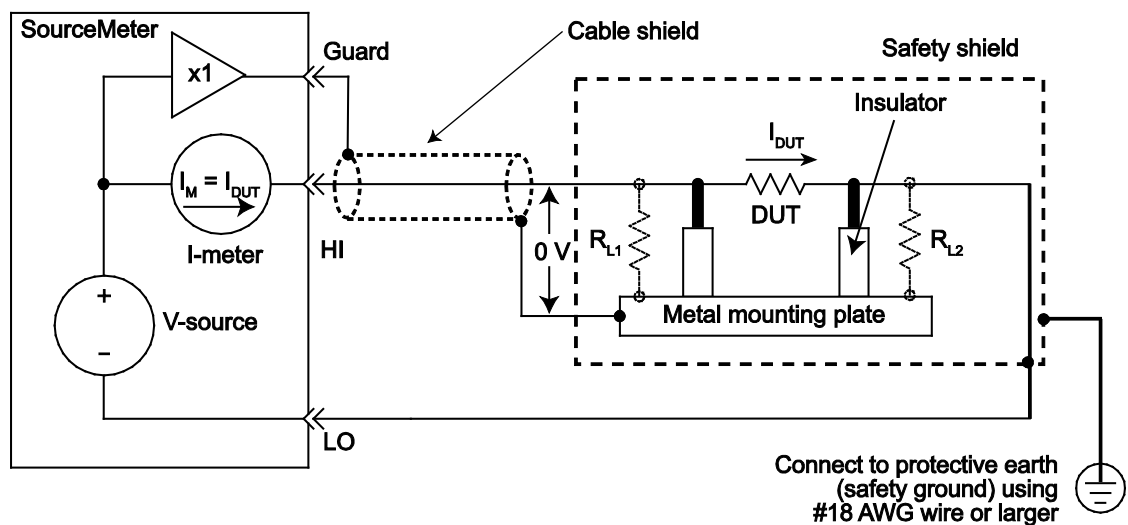 SourceMeter
Cable shield
Guard
Safety shield
x1
Insulator
I_DUT
I_M = I_DUT
DUT
I-meter
HI
0 V
R_L1
R_L2
+
V-source
Metal mounting plate
–
LO
Connect to protective earth
(safety ground) using
#18 AWG wire or larger